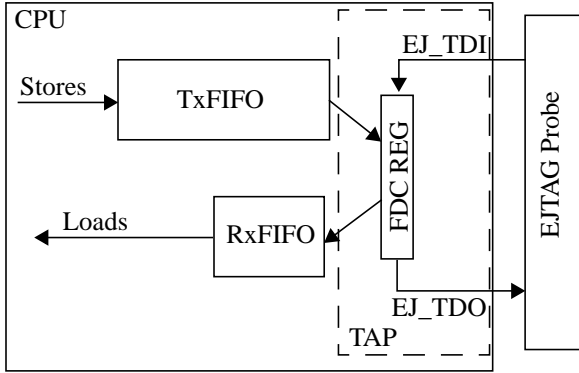 CPU
EJ_TDI
Stores
TxFIFO
FDC REG
EJTAG Probe
Loads
RxFIFO
EJ_TDO
TAP